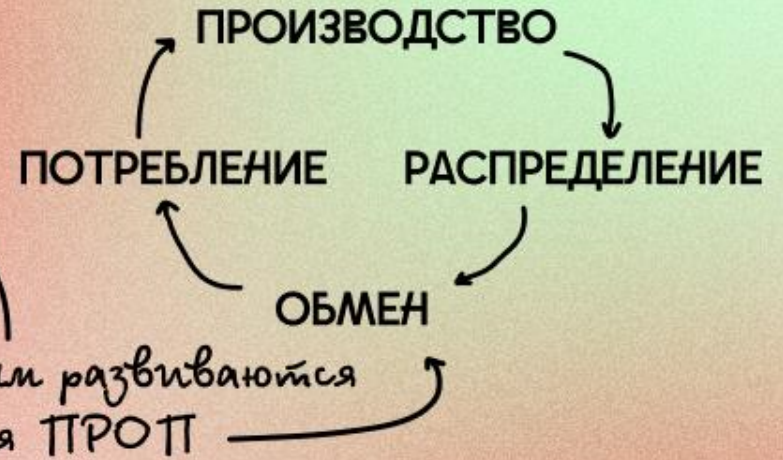 ПРОИЗВОДСТВО
ПОТРЕБЛЕНИЕ РАСПРЕДЕЛЕНИЕ
ОБМЕН
развиваются
ПРОП